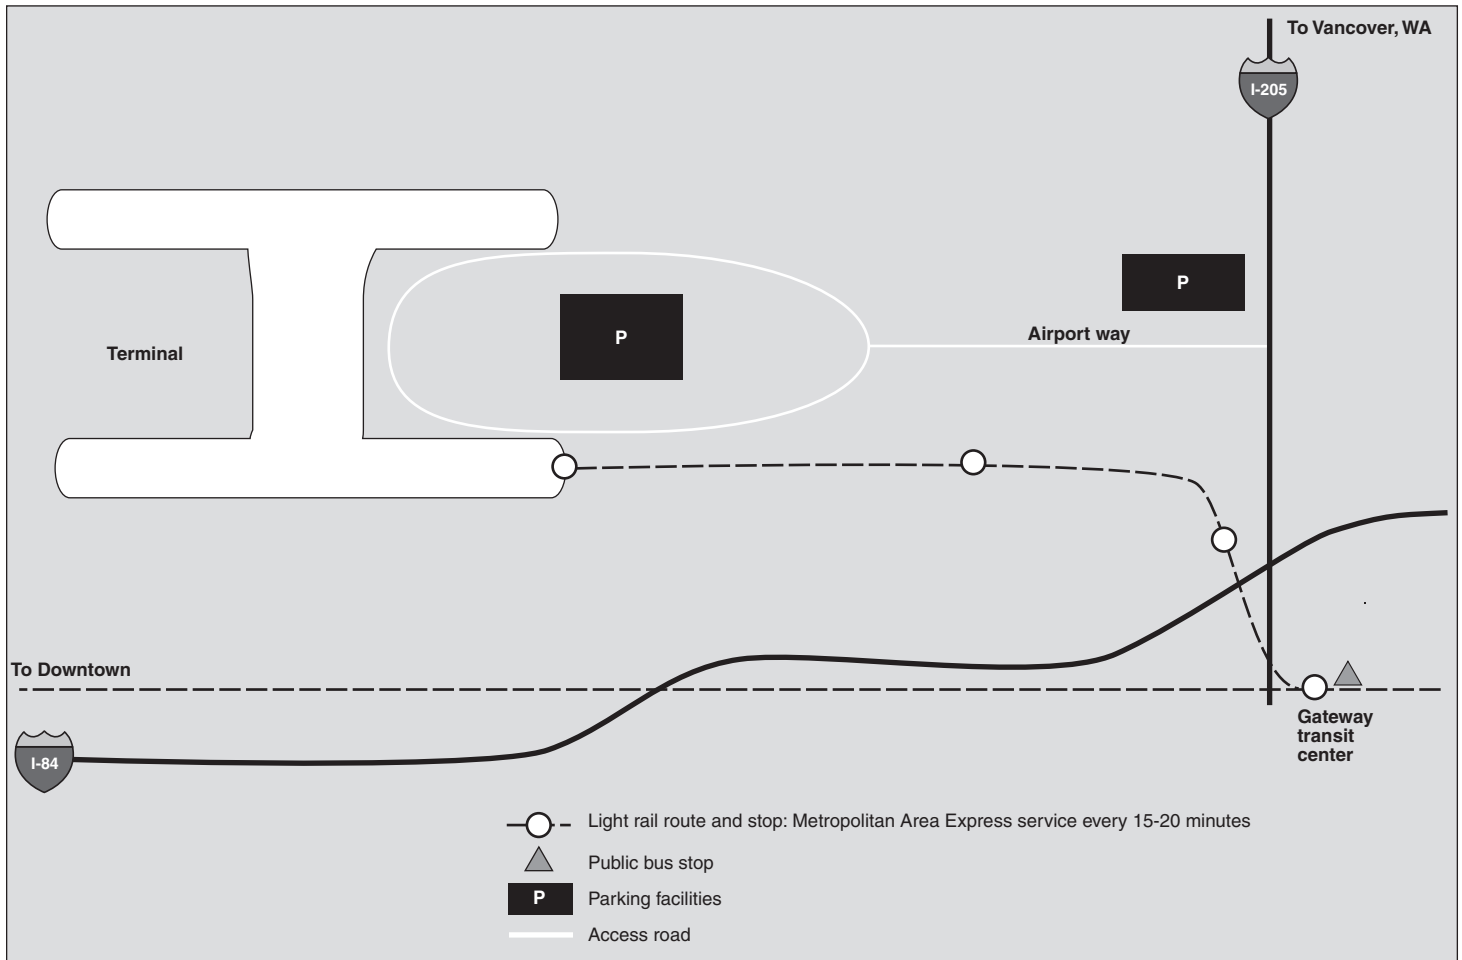 To Vancover, WA
I-205
P
P
Airport way
Terminal
To Downtown
Gateway
transit
center
I-84
Light rail route and stop: Metropolitan Area Express service every 15-20 minutes
Public bus stop
P
Parking facilities
Access road